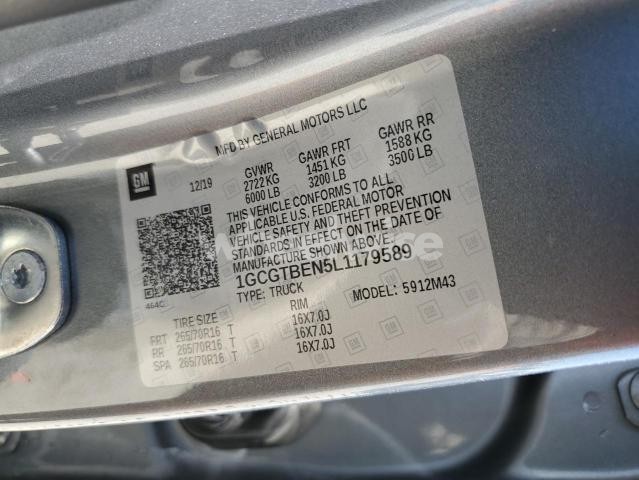 MFD BY GENERAL MOTORS LLC
GM
12/19
GVWR GAWR FRT GAWR RR
2722 KG 1451 KG 1588 KG
6000 LB 3200 LB 3500 LB
THIS VEHICLE CONFORMS TO ALL
APPLICABLE U.S. FEDERAL MOTOR
VEHICLE SAFETY AND THEFT PREVENTION
STANDARDS IN EFFECT ON THE DATE OF
MANUFACTURE SHOWN ABOVE.
464C
1GCGTBEN5L1179589
TYPE: TRUCK MODEL: 5912M43
TIRE SIZE RIM
FRT 265/70R16 T 16X7.0J
RR 265/70R16 T 16X7.0J
SPA 265/70R16 T 16X7.0J